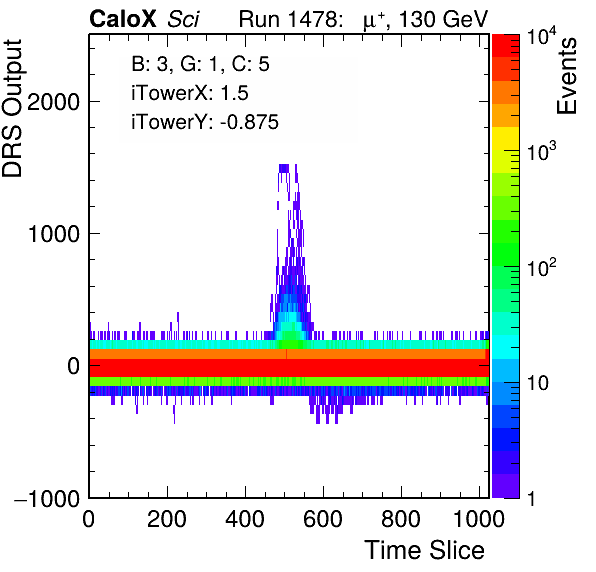 CaloX Sci Run 1478: μ⁺, 130 GeV
B: 3, G: 1, C: 5
iTowerX: 1.5
iTowerY: -0.875
DRS Output
2000
1000
0
−1000
0 200 400 600 800 1000
Time Slice
Events
10⁴
10³
10²
10
1